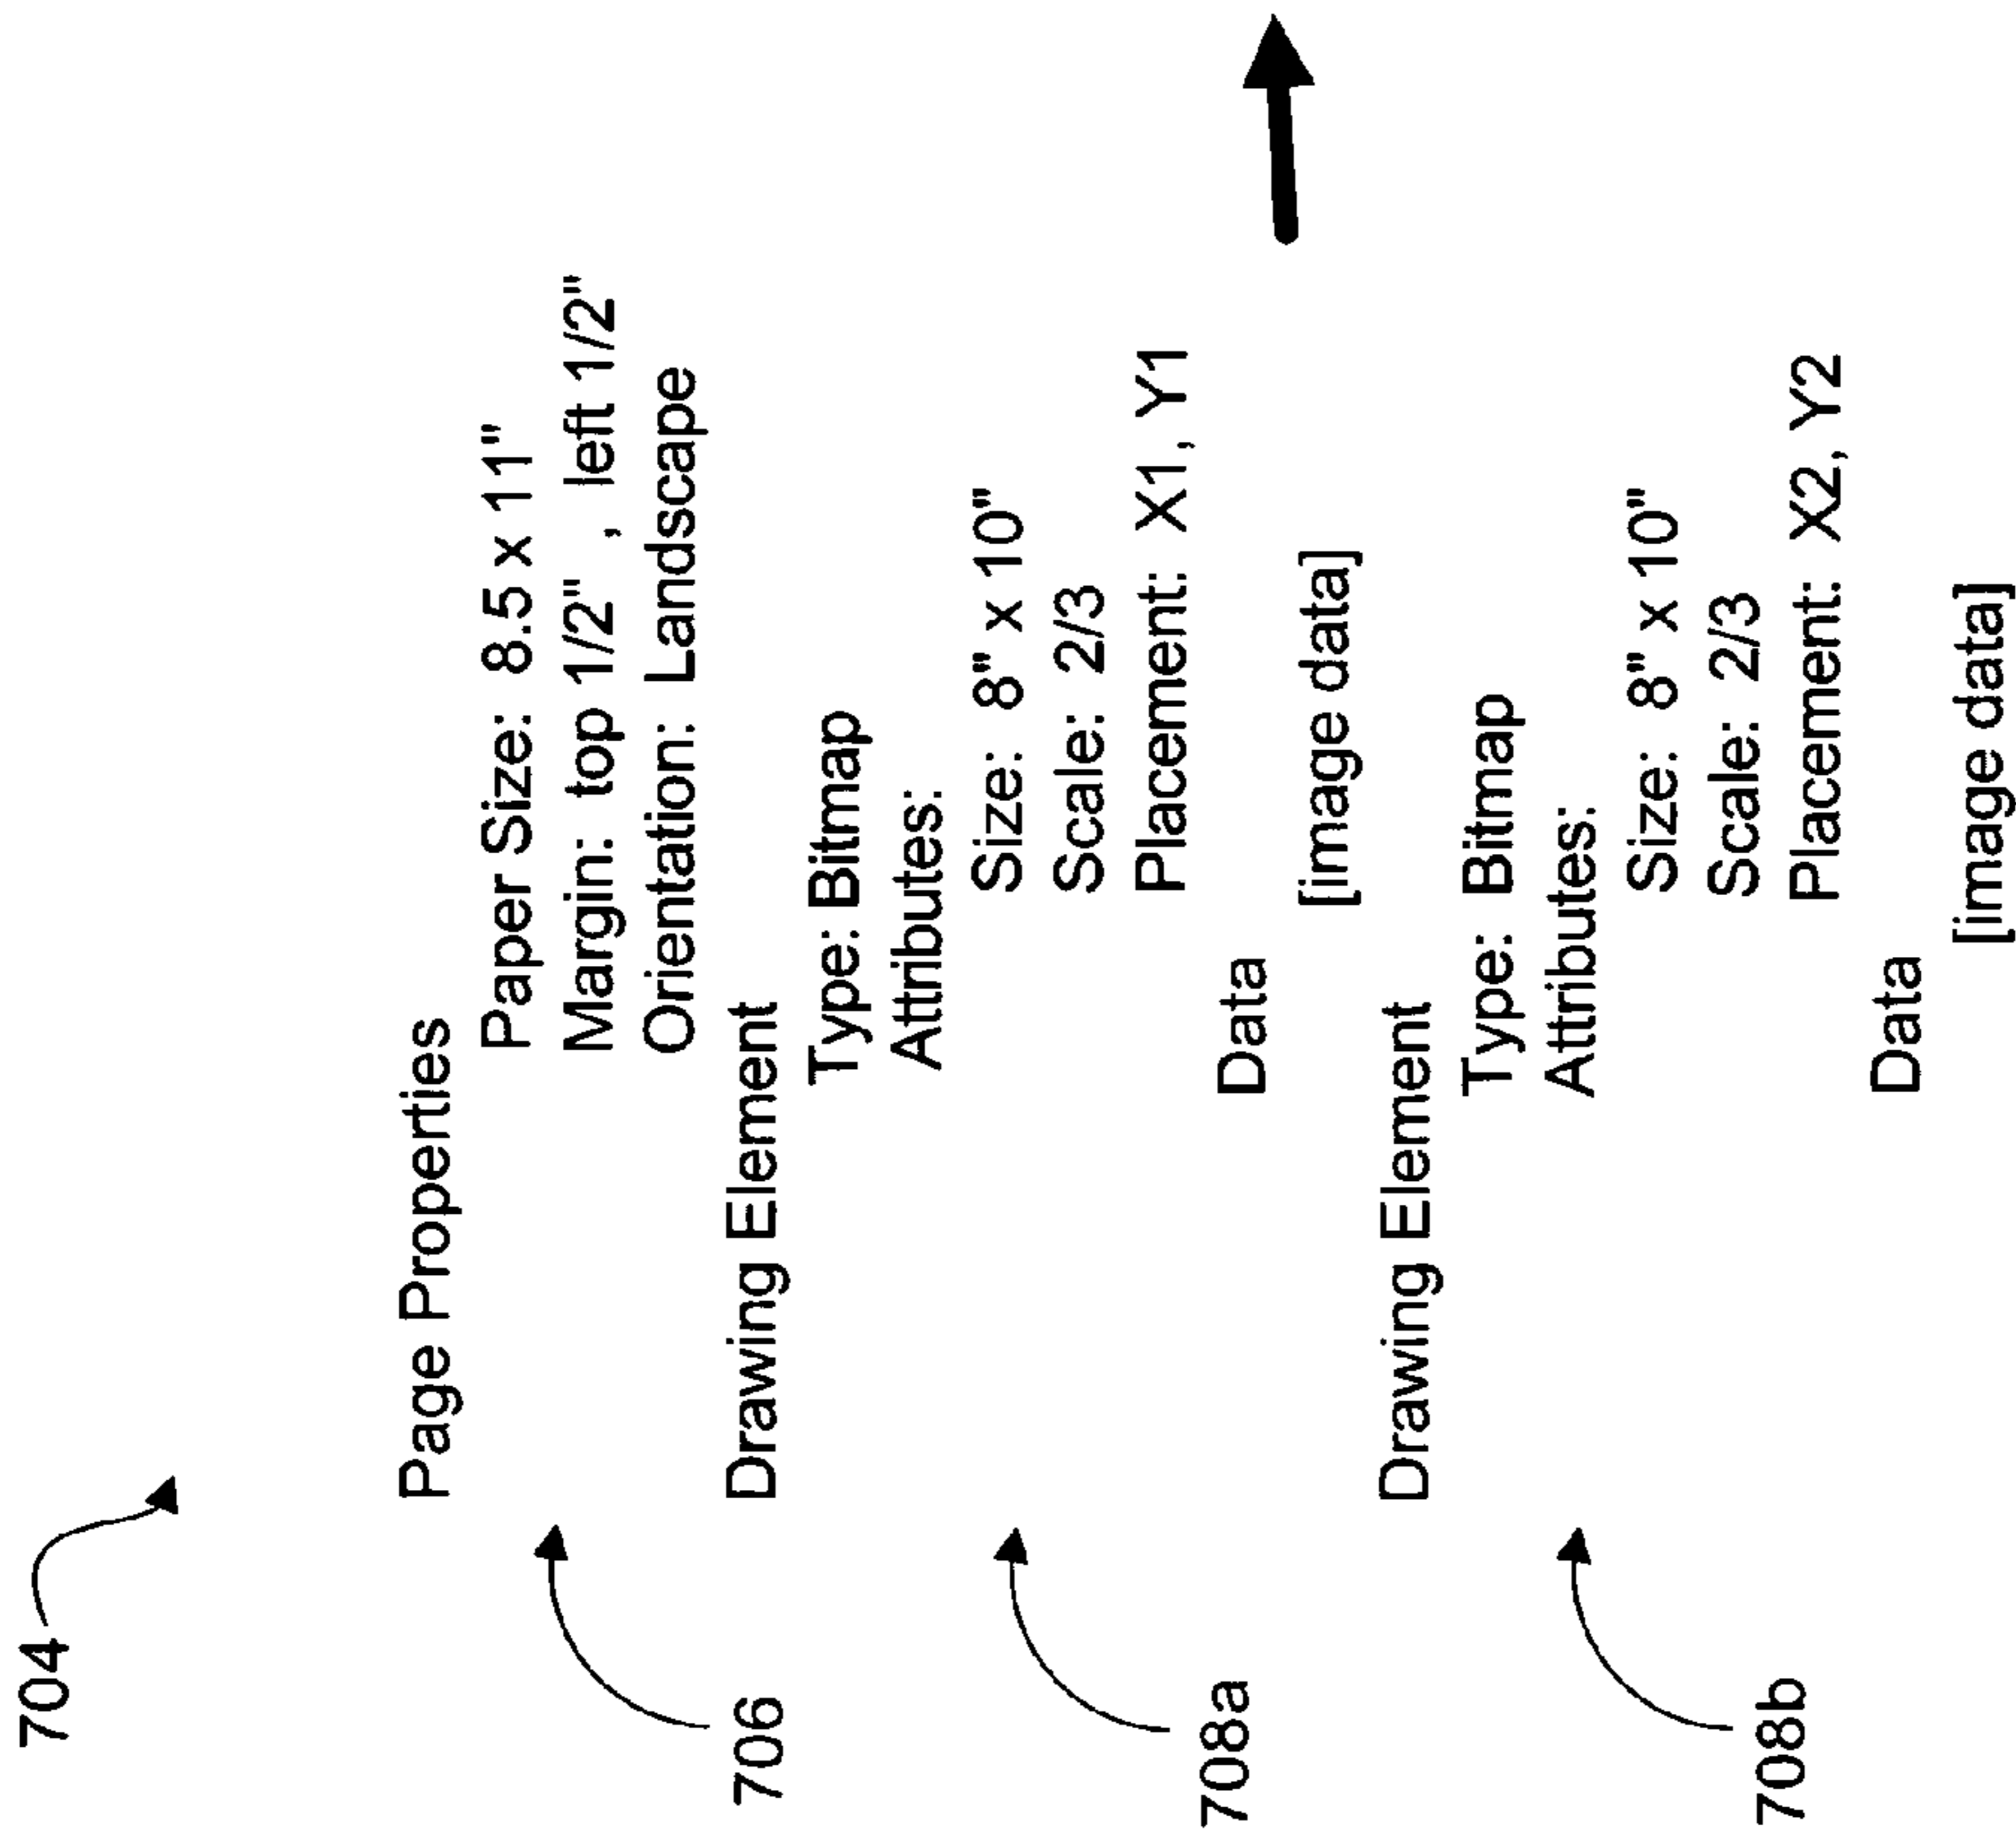 704
Page Properties
Paper Size: 8.5 x 11"
Margin: top 1/2" , left 1/2"
Orientation: Landscape
706
Drawing Element
Type: Bitmap
Attributes:
Size: 8" x 10"
Scale: 2/3
Placement: X1, Y1
708a
Data
[image data]
Drawing Element
Type: Bitmap
Attributes:
Size: 8" x 10"
Scale: 2/3
708b
Placement: X2, Y2
Data
[image data]